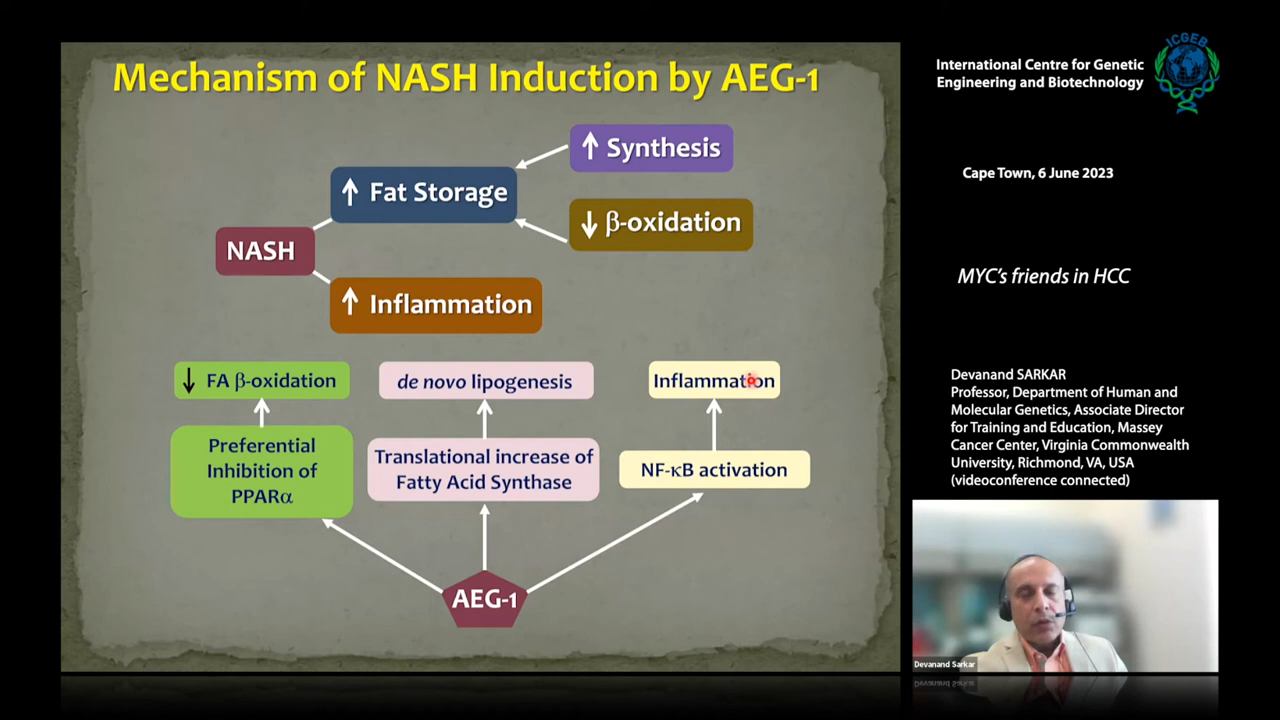 Mechanism of NASH Induction by AEG-1
↑ Synthesis
↑ Fat Storage
↓ β-oxidation
NASH
↑ Inflammation
↓ FA β-oxidation
de novo lipogenesis
Inflammation
Preferential
Inhibition of
PPARα
Translational increase of
Fatty Acid Synthase
NF-κB activation
AEG-1
ICGEB
International Centre for Genetic
Engineering and Biotechnology
Cape Town, 6 June 2023
MYC's friends in HCC
Devanand SARKAR
Professor, Department of Human and
Molecular Genetics, Associate Director
for Training and Education, Massey
Cancer Center, Virginia Commonwealth
University, Richmond, VA, USA
(videoconference connected)
Devanand Sarkar